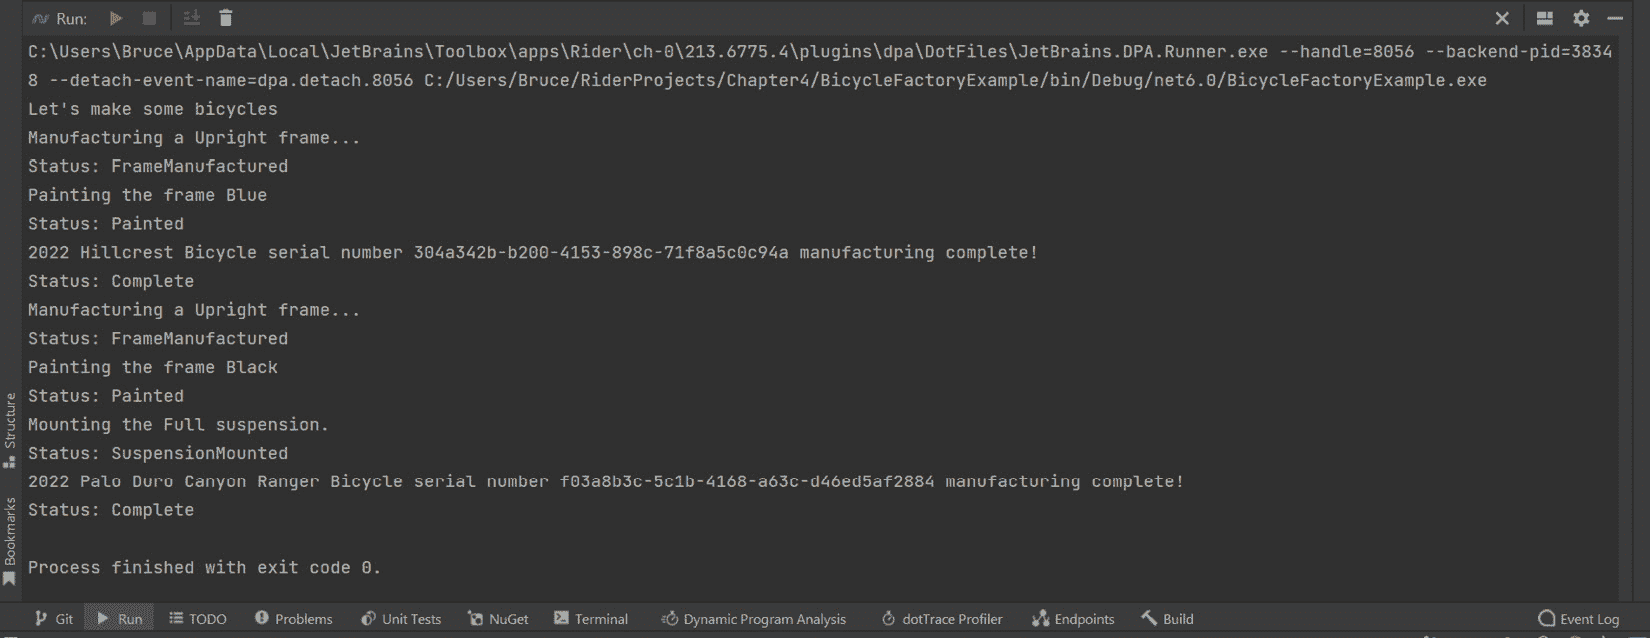 Run:
C:\Users\Bruce\AppData\Local\JetBrains\Toolbox\apps\Rider\ch-0\213.6775.4\plugins\dpa\DotFiles\JetBrains.DPA.Runner.exe --handle=8056 --backend-pid=3834
8 --detach-event-name=dpa.detach.8056 C:/Users/Bruce/RiderProjects/Chapter4/BicycleFactoryExample/bin/Debug/net6.0/BicycleFactoryExample.exe
Let's make some bicycles
Manufacturing a Upright frame...
Status: FrameManufactured
Painting the frame Blue
Status: Painted
2022 Hillcrest Bicycle serial number 304a342b-b200-4153-898c-71f8a5c0c94a manufacturing complete!
Status: Complete
Manufacturing a Upright frame...
Status: FrameManufactured
Painting the frame Black
Status: Painted
Mounting the Full suspension.
Status: SuspensionMounted
2022 Palo Duro Canyon Ranger Bicycle serial number f03a8b3c-5c1b-4168-a63c-d46ed5af2884 manufacturing complete!
Status: Complete
Process finished with exit code 0.
Structure
Bookmarks
Git Run TODO Problems Unit Tests NuGet Terminal Dynamic Program Analysis dotTrace Profiler Endpoints Build Event Log